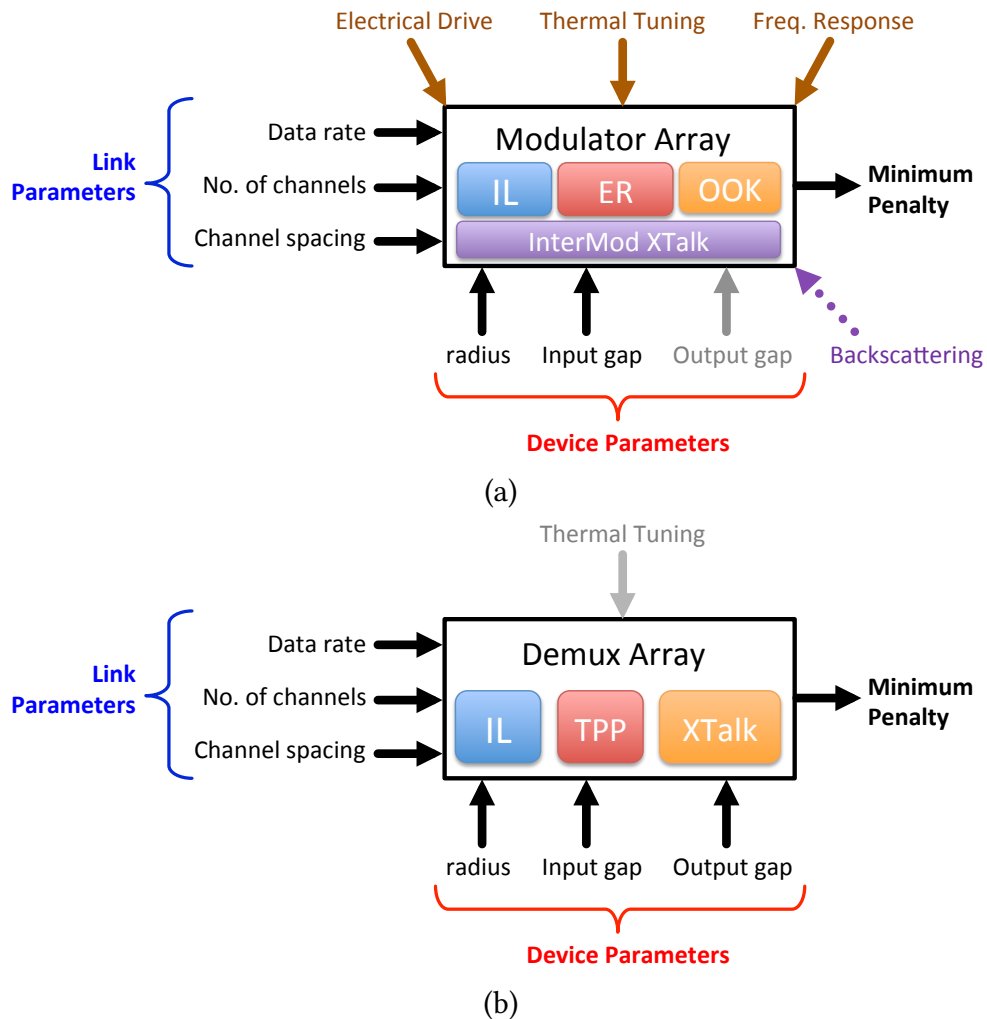 Electrical Drive
Thermal Tuning
Freq. Response
Link
Parameters
Data rate
No. of channels
Channel spacing
Modulator Array
IL
ER
OOK
InterMod XTalk
Minimum
Penalty
radius
Input gap
Output gap
Backscattering
Device Parameters
(a)
Thermal Tuning
Link
Parameters
Data rate
No. of channels
Channel spacing
Demux Array
IL
TPP
XTalk
Minimum
Penalty
radius
Input gap
Output gap
Device Parameters
(b)